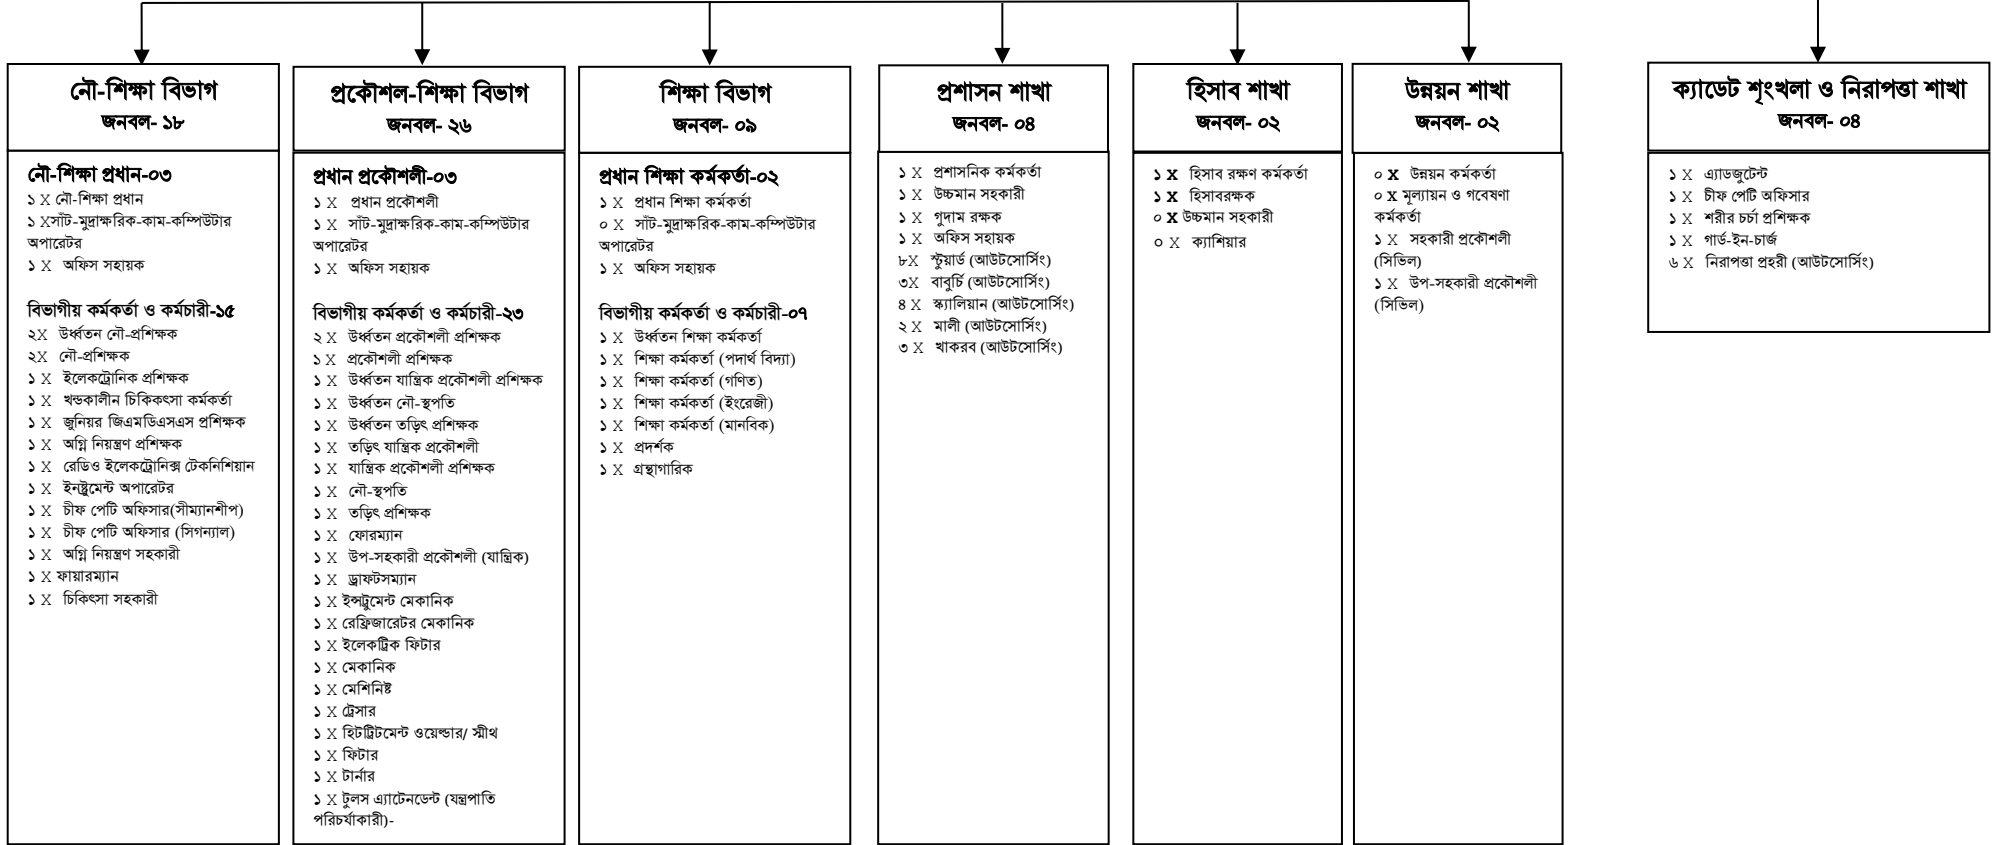 নৌ-শিক্ষা বিভাগ
জনবল- ১৮
নৌ-শিক্ষা প্রধান-০৩
১ X নৌ-শিক্ষা প্রধান
১ Xসাঁট-মুদ্রাক্ষরিক-কাম-কম্পিউটার
অপারেটর
১ X অফিস সহায়ক
বিভাগীয় কর্মকর্তা ও কর্মচারী-১৫
২X উর্ধ্বতন নৌ-প্রশিক্ষক
২X নৌ-প্রশিক্ষক
১ X ইলেকট্রোনিক প্রশিক্ষক
১ X খন্ডকালীন চিকিকৎসা কর্মকর্তা
১ X জুনিয়র জিএমডিএসএস প্রশিক্ষক
১ X অগ্নি নিয়ন্ত্রণ প্রশিক্ষক
১ X রেডিও ইলেকট্রোনিক্স টেকনিশিয়ান
১ X ইনষ্ট্রুমেন্ট অপারেটর
১ X চীফ পেটি অফিসার(সীম্যানশীপ)
১ X চীফ পেটি অফিসার (সিগন্যাল)
১ X অগ্নি নিয়ন্ত্রণ সহকারী
১ X ফায়ারম্যান
১ X চিকিৎসা সহকারী
প্রকৌশল-শিক্ষা বিভাগ
জনবল- ২৬
প্রধান প্রকৌশলী-০৩
১ X প্রধান প্রকৌশলী
১ X সাঁট-মুদ্রাক্ষরিক-কাম-কম্পিউটার
অপারেটর
১ X অফিস সহায়ক
বিভাগীয় কর্মকর্তা ও কর্মচারী-২৩
২ X উর্ধ্বতন প্রকৌশলী প্রশিক্ষক
১ X প্রকৌশলী প্রশিক্ষক
১ X উর্ধ্বতন যান্ত্রিক প্রকৌশলী প্রশিক্ষক
১ X উর্ধ্বতন নৌ-স্থপতি
১ X উর্ধ্বতন তড়িৎ প্রশিক্ষক
১ X তড়িৎ যান্ত্রিক প্রকৌশলী
১ X যান্ত্রিক প্রকৌশলী প্রশিক্ষক
১ X নৌ-স্থপতি
১ X তড়িৎ প্রশিক্ষক
১ X ফোরম্যান
১ X উপ-সহকারী প্রকৌশলী (যান্ত্রিক)
১ X ড্রাফটসম্যান
১ X ইন্সট্রুমেন্ট মেকানিক
১ X রেফ্রিজারেটর মেকানিক
১ X ইলেকট্রিক ফিটার
১ X মেকানিক
১ X মেশিনিষ্ট
১ X ট্রেসার
১ X হিটট্রিটমেন্ট ওয়েল্ডার/ স্মীথ
১ X ফিটার
১ X টার্নার
১ X টুলস এ্যাটেনডেন্ট (যন্ত্রপাতি
পরিচর্যাকারী)-
শিক্ষা বিভাগ
জনবল- ০৯
প্রধান শিক্ষা কর্মকর্তা-০২
১ X প্রধান শিক্ষা কর্মকর্তা
০ X সাঁট-মুদ্রাক্ষরিক-কাম-কম্পিউটার
অপারেটর
১ X অফিস সহায়ক
বিভাগীয় কর্মকর্তা ও কর্মচারী-০৭
১ X উর্ধ্বতন শিক্ষা কর্মকর্তা
১ X শিক্ষা কর্মকর্তা (পদার্থ বিদ্যা)
১ X শিক্ষা কর্মকর্তা (গণিত)
১ X শিক্ষা কর্মকর্তা (ইংরেজী)
১ X শিক্ষা কর্মকর্তা (মানবিক)
১ X প্রদর্শক
১ X গ্রন্থাগারিক
প্রশাসন শাখা
জনবল- ০৪
১ X প্রশাসনিক কর্মকর্তা
১ X উচ্চমান সহকারী
১ X গুদাম রক্ষক
১ X অফিস সহায়ক
৮X স্টুয়ার্ড (আউটসোর্সিং)
৩X বাবুর্চি (আউটসোর্সিং)
৪ X স্ক্যালিয়ান (আউটসোর্সিং)
২ X মালী (আউটসোর্সিং)
৩ X খাকরব (আউটসোর্সিং)
হিসাব শাখা
জনবল- ০২
১ X হিসাব রক্ষণ কর্মকর্তা
১ X হিসাবরক্ষক
০ X উচ্চমান সহকারী
০ X ক্যাশিয়ার
উন্নয়ন শাখা
জনবল- ০২
০ X উন্নয়ন কর্মকর্তা
০ X মূল্যায়ন ও গবেষণা
কর্মকর্তা
১ X সহকারী প্রকৌশলী
(সিভিল)
১ X উপ-সহকারী প্রকৌশলী
(সিভিল)
ক্যাডেট শৃংখলা ও নিরাপত্তা শাখা
জনবল- ০৪
১ X এ্যাডজুটেন্ট
১ X চীফ পেটি অফিসার
১ X শরীর চর্চা প্রশিক্ষক
১ X গার্ড-ইন-চার্জ
৬ X নিরাপত্তা প্রহরী (আউটসোর্সিং)